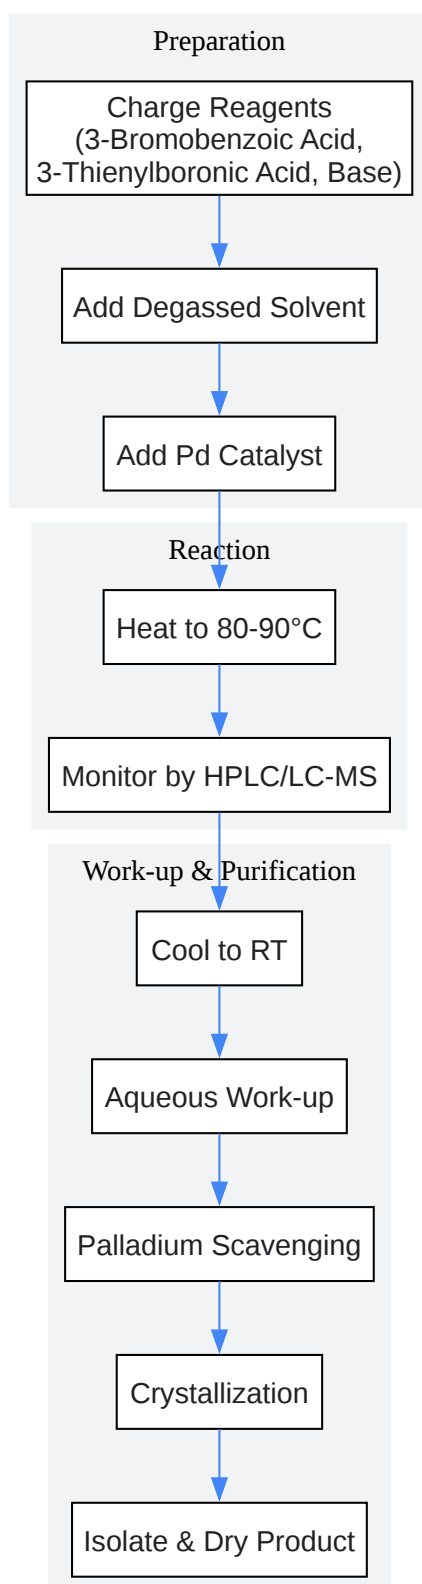 Preparation
Charge Reagents
(3-Bromobenzoic Acid,
3-Thienylboronic Acid, Base)
Add Degassed Solvent
Add Pd Catalyst
Reaction
Heat to 80-90°C
Monitor by HPLC/LC-MS
Work-up & Purification
Cool to RT
Aqueous Work-up
Palladium Scavenging
Crystallization
Isolate & Dry Product